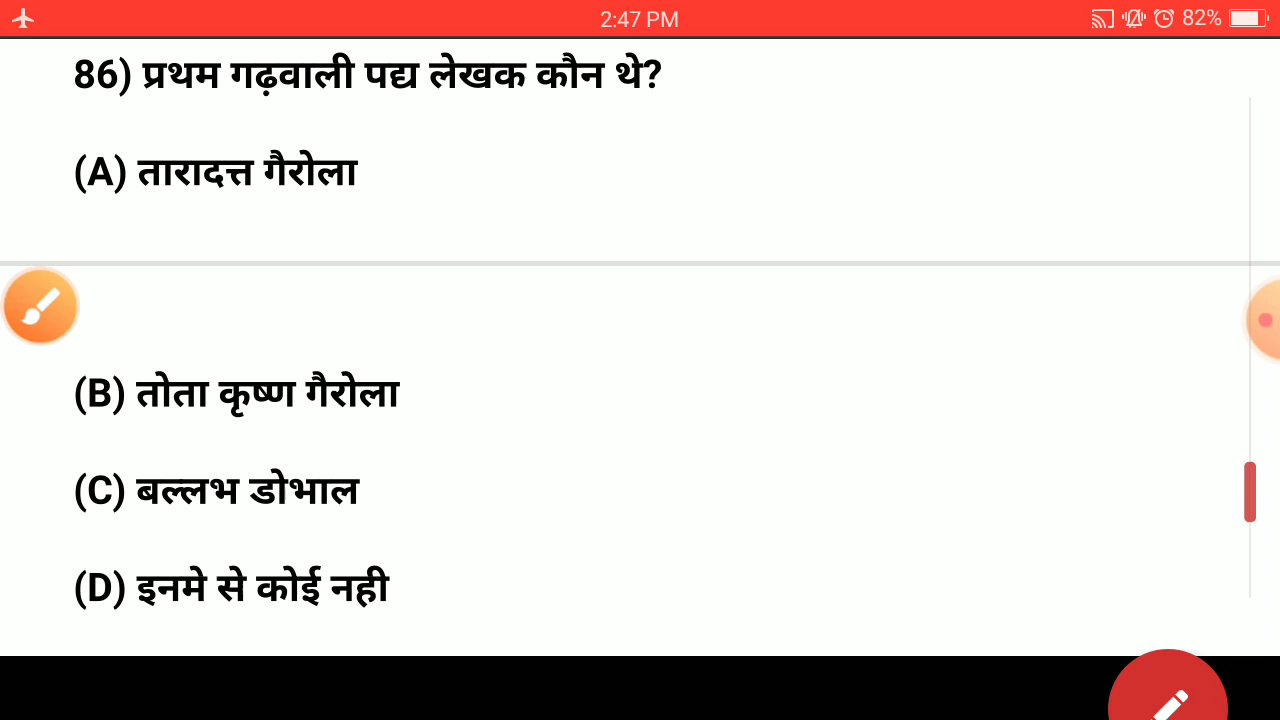 2:47 PM
82%
86) प्रथम गढ़वाली पद्य लेखक कौन थे?
(A) तारादत्त गैरोला
(B) तोता कृष्ण गैरोला
(C) बल्लभ डोभाल
(D) इनमे से कोई नही